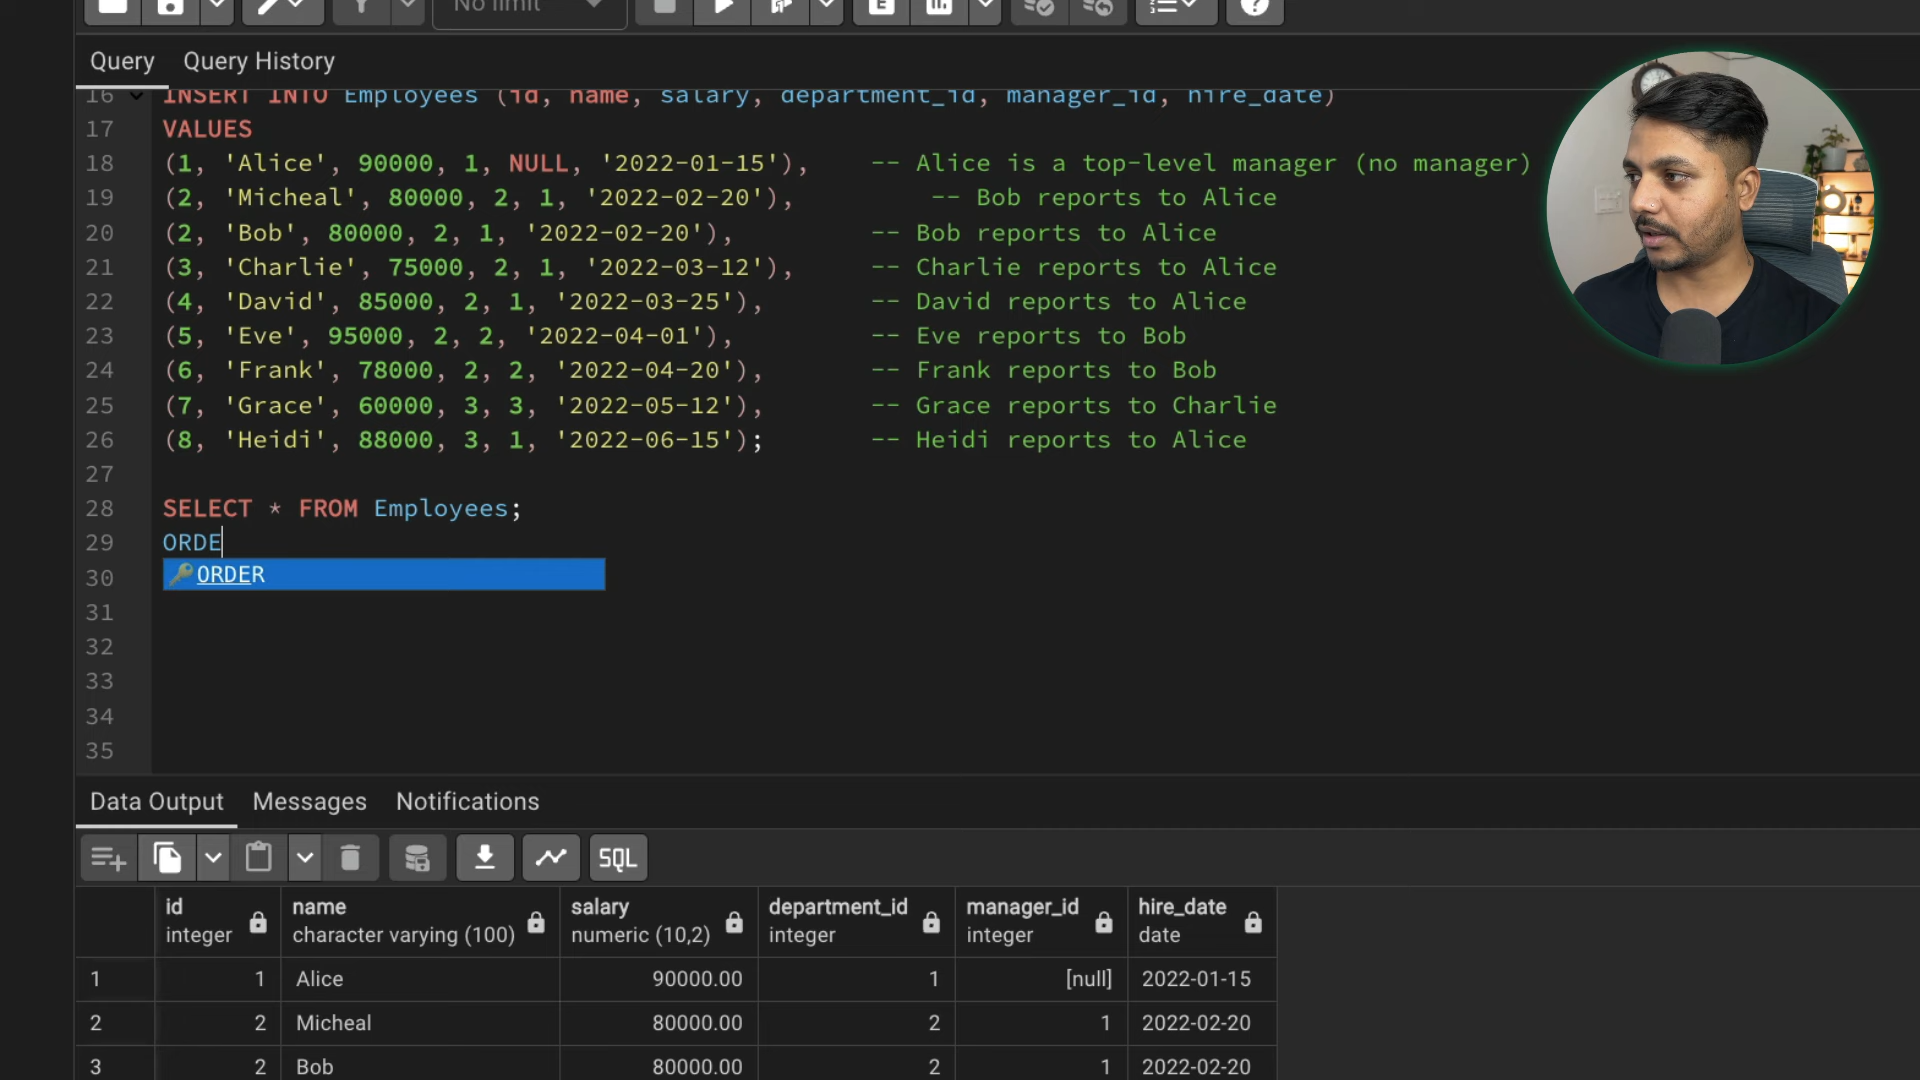 No limit
Query Query History
16 INSERT INTO Employees (id, name, salary, department_id, manager_id, hire_date)
17 VALUES
18 (1, 'Alice', 90000, 1, NULL, '2022-01-15'), -- Alice is a top-level manager (no manager)
19 (2, 'Micheal', 80000, 2, 1, '2022-02-20'), -- Bob reports to Alice
20 (2, 'Bob', 80000, 2, 1, '2022-02-20'), -- Bob reports to Alice
21 (3, 'Charlie', 75000, 2, 1, '2022-03-12'), -- Charlie reports to Alice
22 (4, 'David', 85000, 2, 1, '2022-03-25'), -- David reports to Alice
23 (5, 'Eve', 95000, 2, 2, '2022-04-01'), -- Eve reports to Bob
24 (6, 'Frank', 78000, 2, 2, '2022-04-20'), -- Frank reports to Bob
25 (7, 'Grace', 60000, 3, 3, '2022-05-12'), -- Grace reports to Charlie
26 (8, 'Heidi', 88000, 3, 1, '2022-06-15'); -- Heidi reports to Alice
27
28 SELECT * FROM Employees;
29 ORDE
30 ORDER
31
32
33
34
35
Data Output Messages Notifications
SQL
id name salary department_id manager_id hire_date
integer character varying (100) numeric (10,2) integer integer date
1 1 Alice 90000.00 1 [null] 2022-01-15
2 2 Micheal 80000.00 2 1 2022-02-20
3 2 Bob 80000.00 2 1 2022-02-20